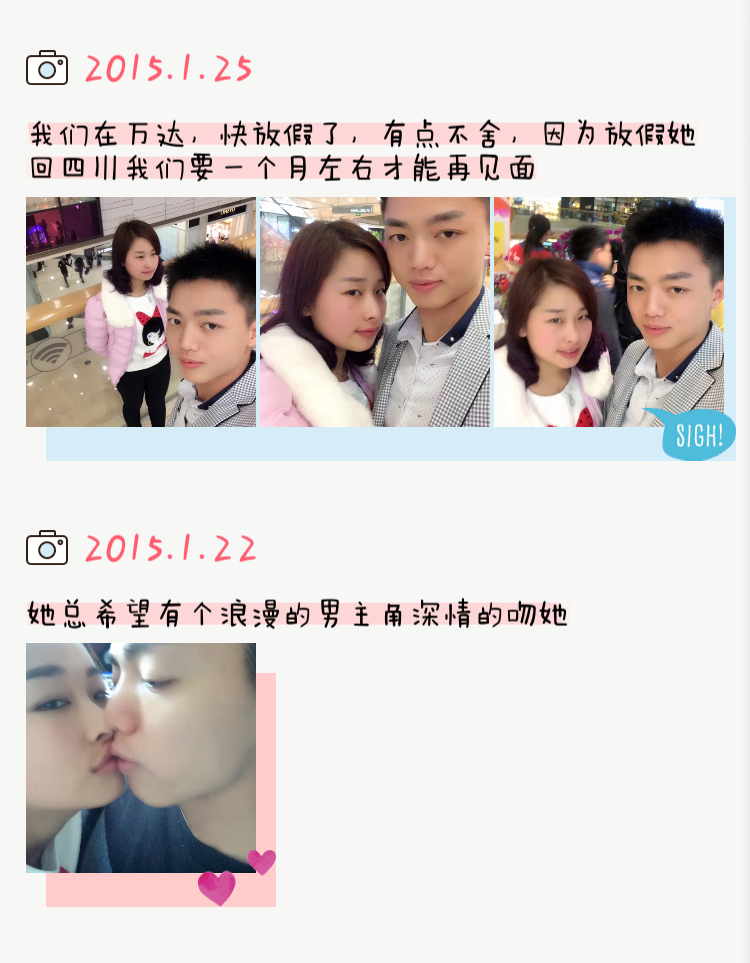 2015.1.25
我们在万达，快放假了，有点不舍，因为放假她
回四川我们要一个月左右才能再见面
SIGH!
2015.1.22
她总希望有个浪漫的男主角深情的吻她